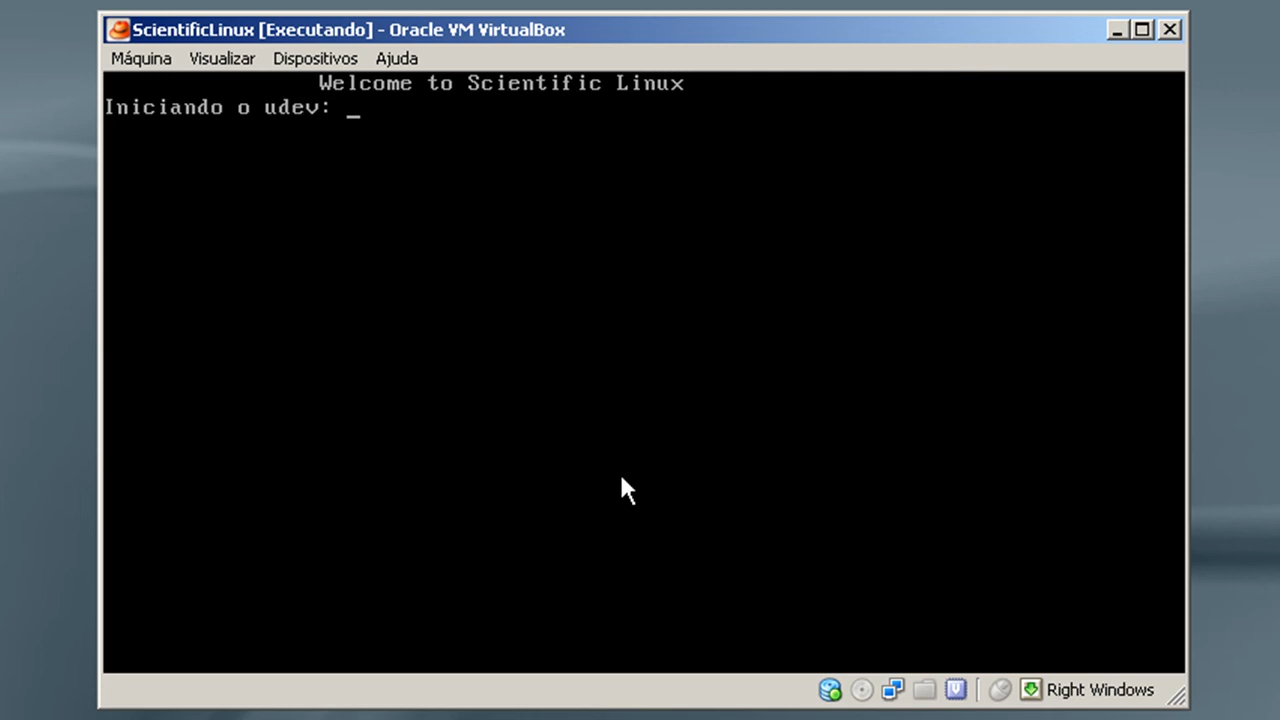 ScientificLinux [Executando] - Oracle VM VirtualBox
Máquina Visualizar Dispositivos Ajuda
Welcome to Scientific Linux
Iniciando o udev: _
Right Windows